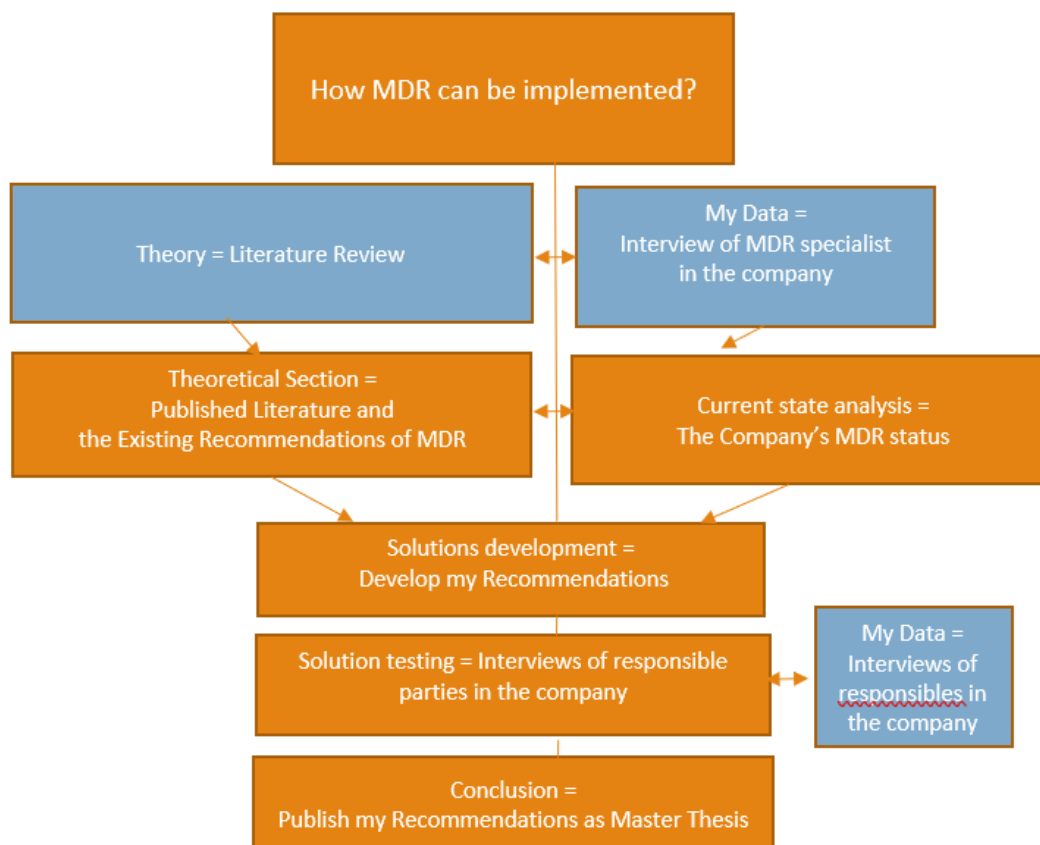 How MDR can be implemented?
Theory = Literature Review
My Data =
Interview of MDR specialist
in the company
Theoretical Section =
Published Literature and
the Existing Recommendations of MDR
Current state analysis =
The Company's MDR status
Solutions development =
Develop my Recommendations
Solution testing = Interviews of responsible
parties in the company
My Data =
Interviews of
responsibles in
the company
Conclusion =
Publish my Recommendations as Master Thesis